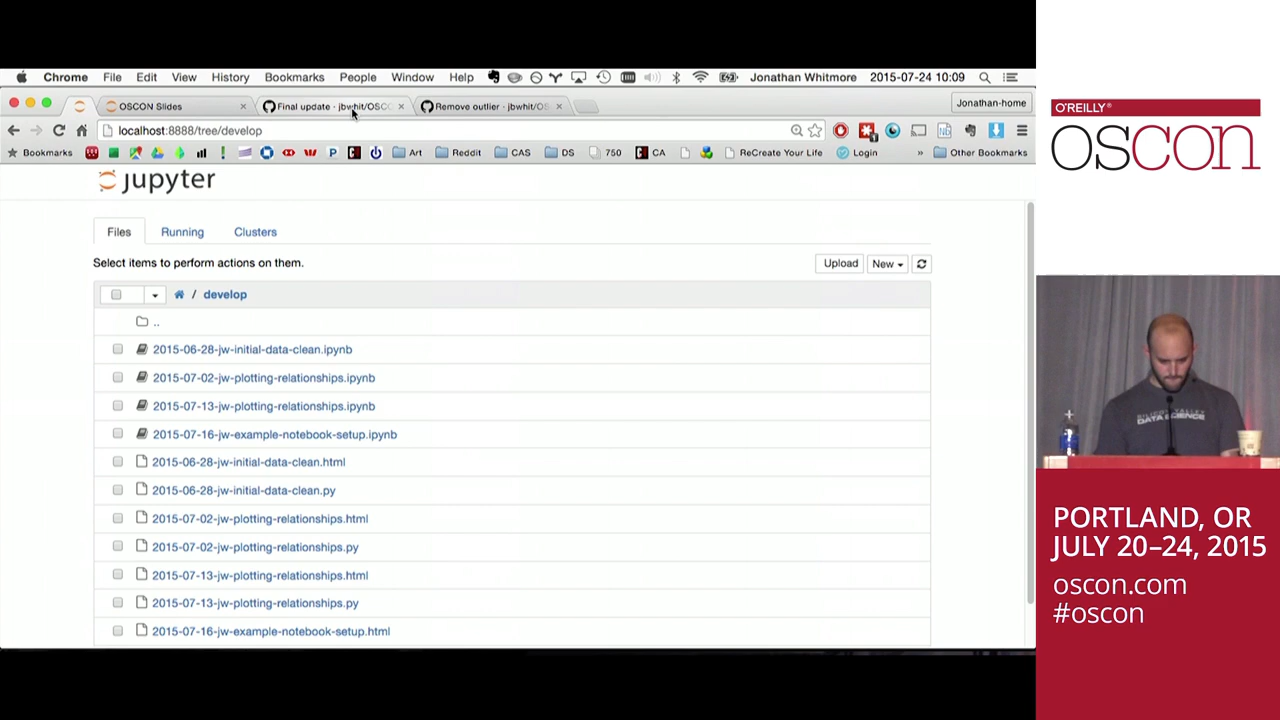 Chrome File Edit View History Bookmarks People Window Help Jonathan Whitmore 2015-07-24 10:09
OSCON Slides × Final update · jbwhit/OSC × Remove outlier · jbwhit/OS × Jonathan-home
localhost:8888/tree/develop
Bookmarks P Art Reddit CAS DS 750 CA ReCreate Your Life Login » Other Bookmarks
jupyter
Files Running Clusters
Select items to perform actions on them. Upload New
/ develop
..
2015-06-28-jw-initial-data-clean.ipynb
2015-07-02-jw-plotting-relationships.ipynb
2015-07-13-jw-plotting-relationships.ipynb
2015-07-16-jw-example-notebook-setup.ipynb
2015-06-28-jw-initial-data-clean.html
2015-06-28-jw-initial-data-clean.py
2015-07-02-jw-plotting-relationships.html
2015-07-02-jw-plotting-relationships.py
2015-07-13-jw-plotting-relationships.html
2015-07-13-jw-plotting-relationships.py
2015-07-16-jw-example-notebook-setup.html
O'REILLY®
OSCON
DATA SCIENCE
PORTLAND, OR
JULY 20–24, 2015
oscon.com
#oscon